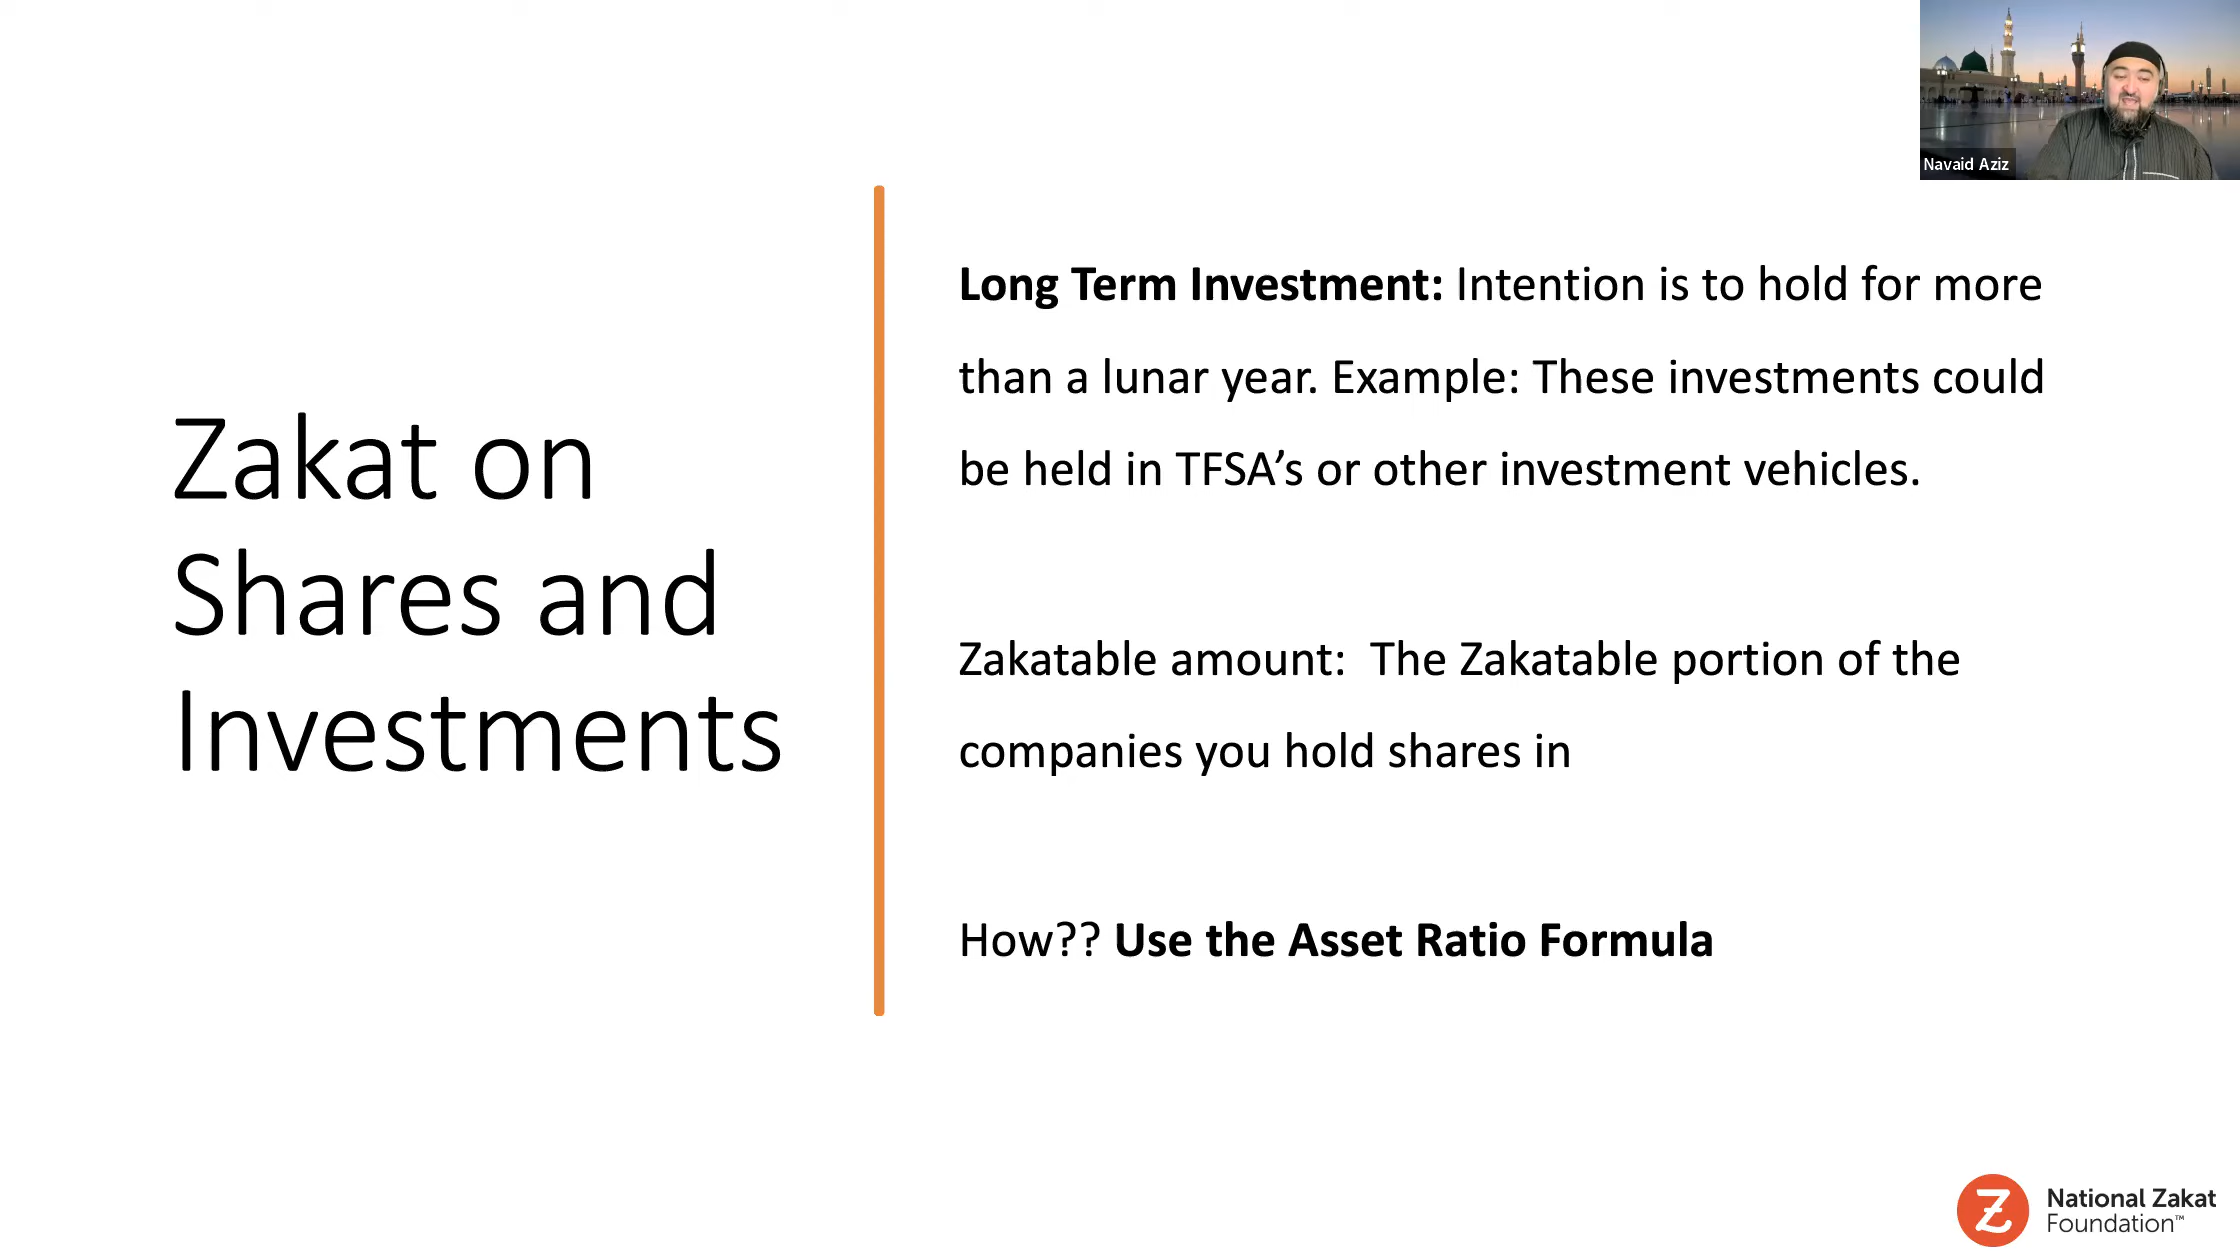 Navaid Aziz
Zakat on
Shares and
Investments
Long Term Investment: Intention is to hold for more
than a lunar year. Example: These investments could
be held in TFSA’s or other investment vehicles.
Zakatable amount:  The Zakatable portion of the
companies you hold shares in
How?? Use the Asset Ratio Formula
National Zakat
Foundation™